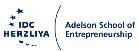 IDC
HERZLIYA
Adelson School of
Entrepreneurship